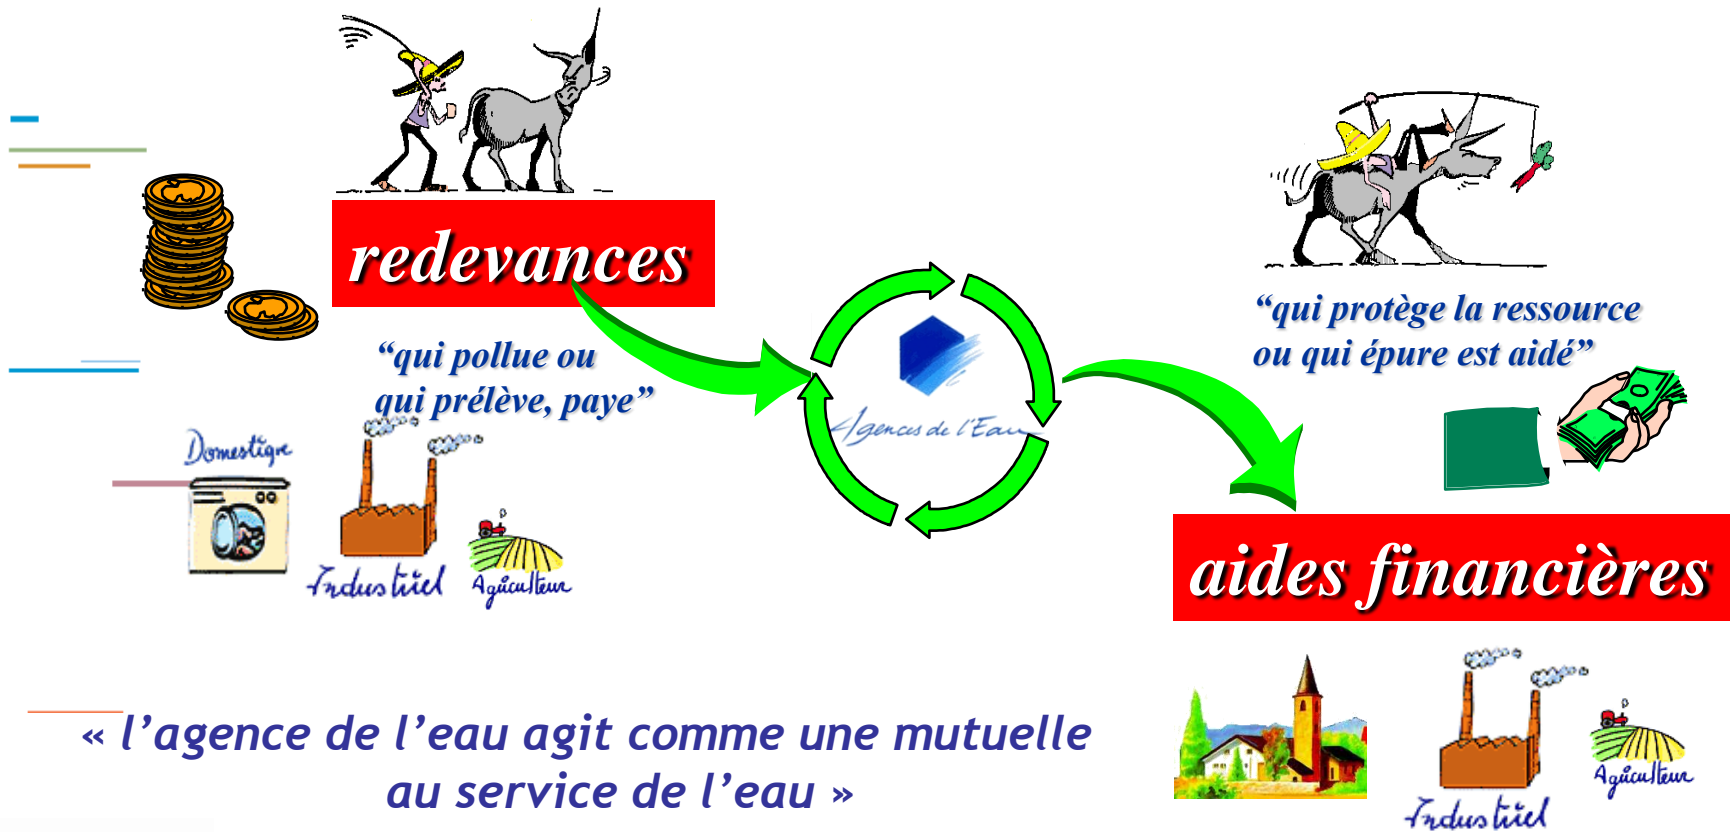 redevances
“qui pollue ou
qui prélève, paye”
Domestique
Industriel
Agriculteur
Agences de l'Eau
“qui protège la ressource
ou qui épure est aidé”
aides financières
Industriel
Agriculteur
« l’agence de l’eau agit comme une mutuelle
au service de l’eau »